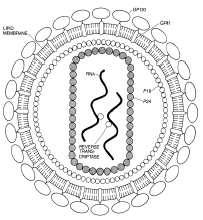 GP120
GP41
LIPID
MEMBRANE
RNA
P18
P24
REVERSE
TRANS-
CRIPTASE